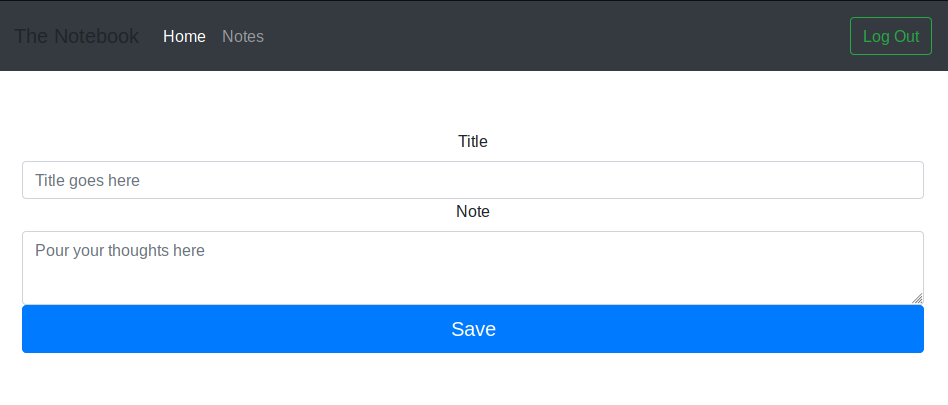 The Notebook Home Notes Log Out
Title
Title goes here
Note
Pour your thoughts here
Save